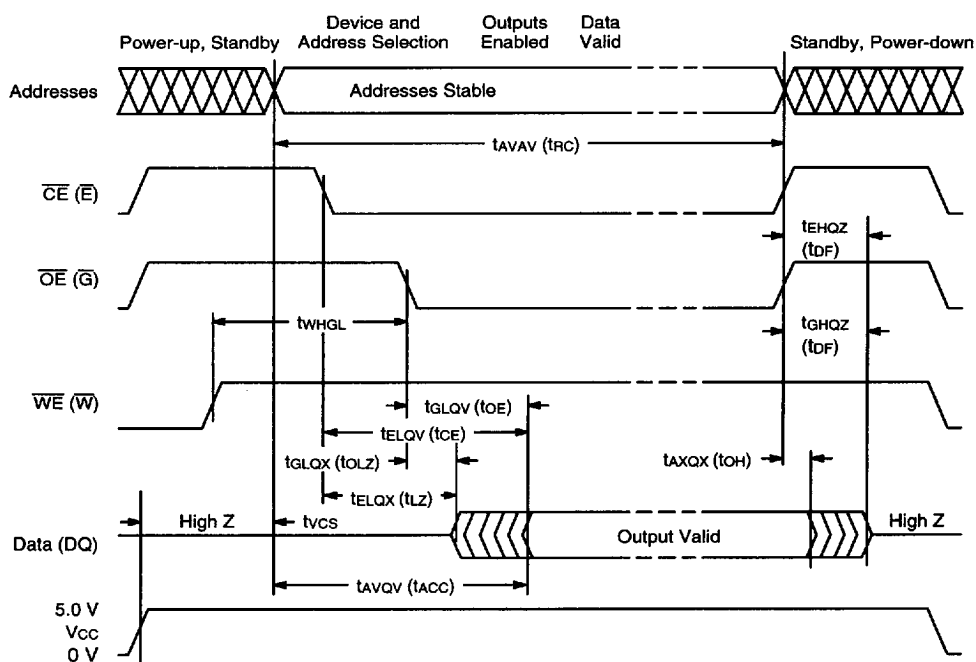 Power-up, Standby
Device and
Address Selection
Outputs
Enabled
Data
Valid
Standby, Power-down
Addresses
Addresses Stable
tAVAV (tRC)
CE (E)
tEHQZ
(tDF)
OE (G)
tWHGL
tGHQZ
(tDF)
WE (W)
tGLQV (tOE)
tELQV (tCE)
tGLQX (tOLZ)
tAXQX (tOH)
tELQX (tLZ)
High Z
tVCS
Output Valid
High Z
Data (DQ)
tAVQV (tACC)
5.0 V
VCC
0 V